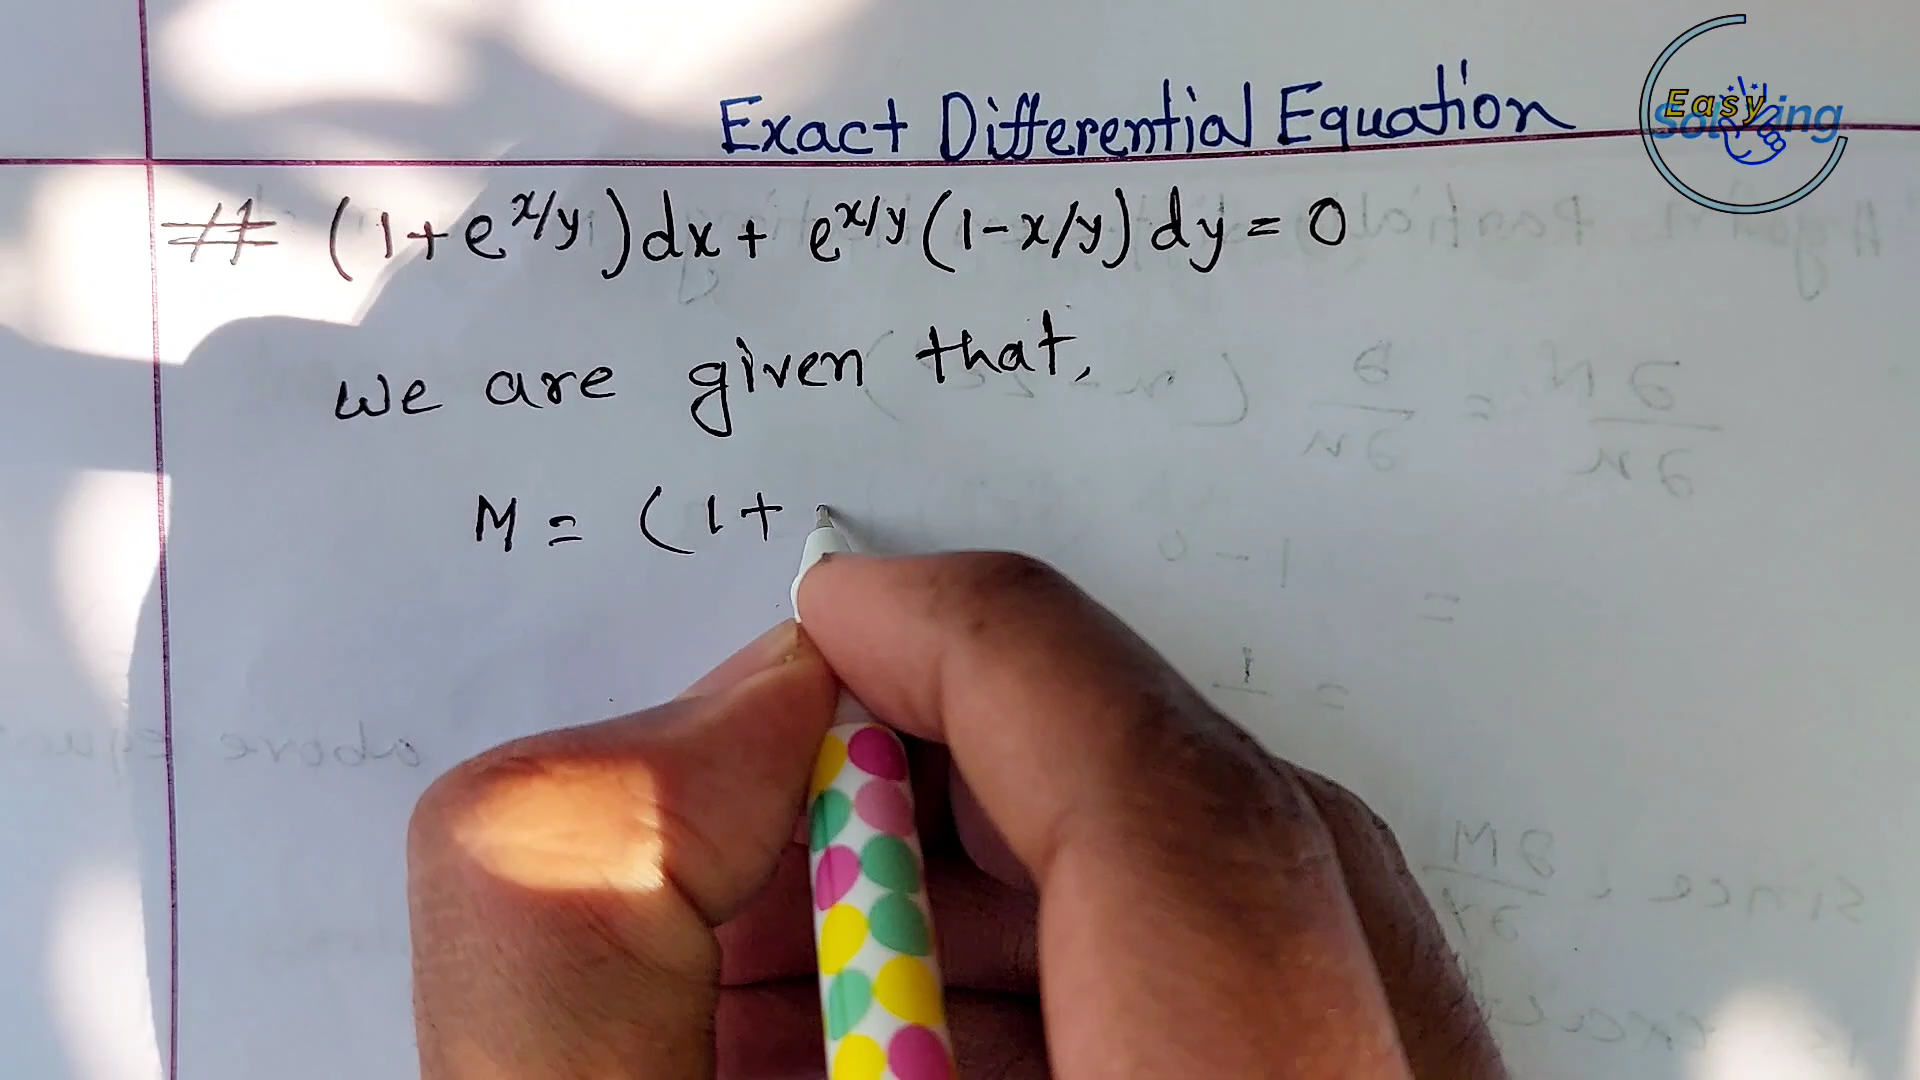 Exact Differential Equation
Easy
Solving
# (1+e^x/y)dx + e^x/y(1-x/y)dy = 0
we are given that,
M = (1+